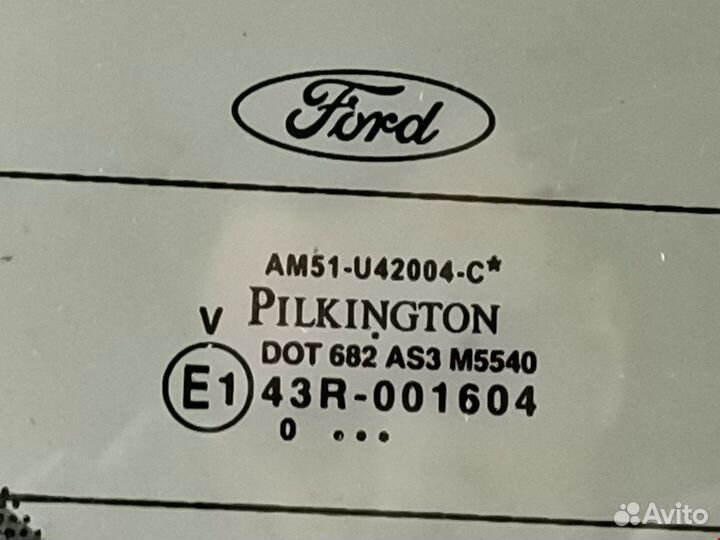 Ford
AM51-U42004-C*
V PILKINGTON
DOT 682 AS3 M5540
E1 43R-001604
0 ...
Avito